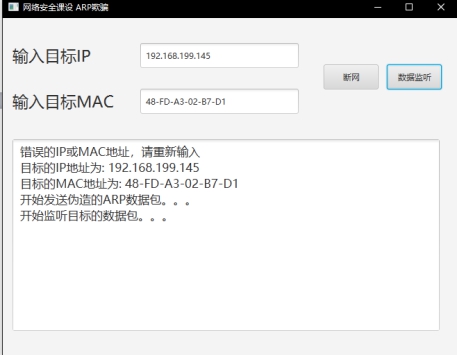 网络安全课设 ARP欺骗
输入目标IP
192.168.199.145
断网
数据监听
输入目标MAC
48-FD-A3-02-B7-D1
错误的IP或MAC地址，请重新输入
目标的IP地址为: 192.168.199.145
目标的MAC地址为: 48-FD-A3-02-B7-D1
开始发送伪造的ARP数据包。。。
开始监听目标的数据包。。。